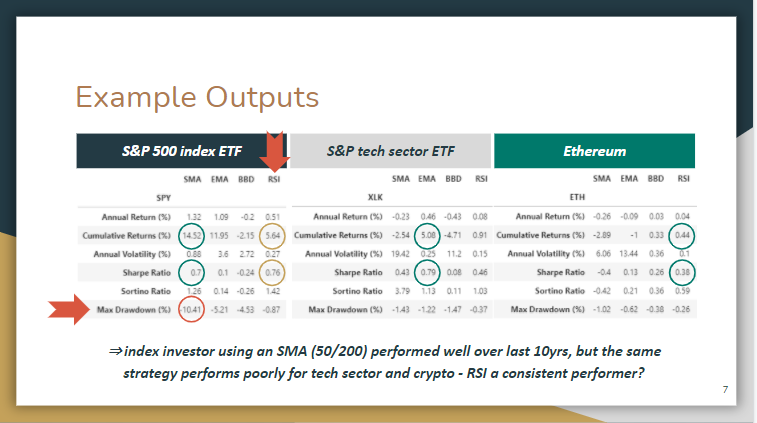 Example Outputs
S&P 500 index ETF S&P tech sector ETF Ethereum
SMA EMA BBD RSI SMA EMA BBD RSI SMA EMA BBD RSI
SPY XLK ETH
Annual Return (%) 1.32 1.09 -0.2 0.51 Annual Return (%) -0.23 0.46 -0.43 0.08 Annual Return (%) -0.26 -0.09 0.03 0.04
Cumulative Returns (%) 14.52 11.95 -2.15 5.64 Cumulative Returns (%) -2.54 5.08 -4.71 0.91 Cumulative Returns (%) -2.89 -1 0.33 0.44
Annual Volatility (%) 0.88 3.6 2.72 0.27 Annual Volatility (%) 19.42 0.25 11.2 0.15 Annual Volatility (%) 6.06 13.44 0.36 0.1
Sharpe Ratio 0.7 0.1 -0.24 0.76 Sharpe Ratio 0.43 0.79 0.08 0.46 Sharpe Ratio -0.4 0.13 0.26 0.38
Sortino Ratio 1.26 0.14 -0.26 1.42 Sortino Ratio 3.79 1.13 0.11 1.03 Sortino Ratio -0.42 0.21 0.36 0.59
Max Drawdown (%) -10.41 -5.21 -4.53 -0.87 Max Drawdown (%) -1.43 -1.22 -1.47 -0.37 Max Drawdown (%) -1.02 -0.62 -0.38 -0.26
⇒ index investor using an SMA (50/200) performed well over last 10yrs, but the same
strategy performs poorly for tech sector and crypto - RSI a consistent performer?
7